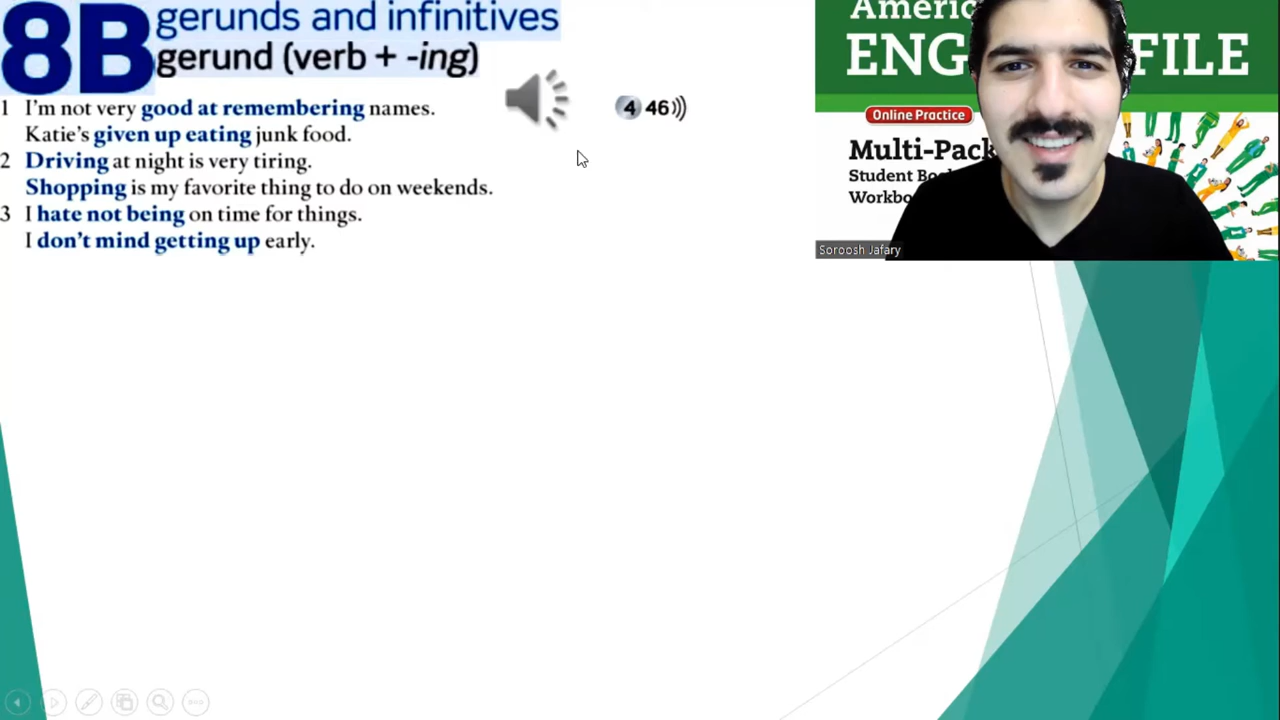 8B gerunds and infinitives
gerund (verb + -ing)
4 46
1 I'm not very good at remembering names.
Katie's given up eating junk food.
2 Driving at night is very tiring.
Shopping is my favorite thing to do on weekends.
3 I hate not being on time for things.
I don't mind getting up early.
Americ
ENG FILE
Online Practice
Multi-Pack
Student Boo
Workbo
Soroosh Jafary